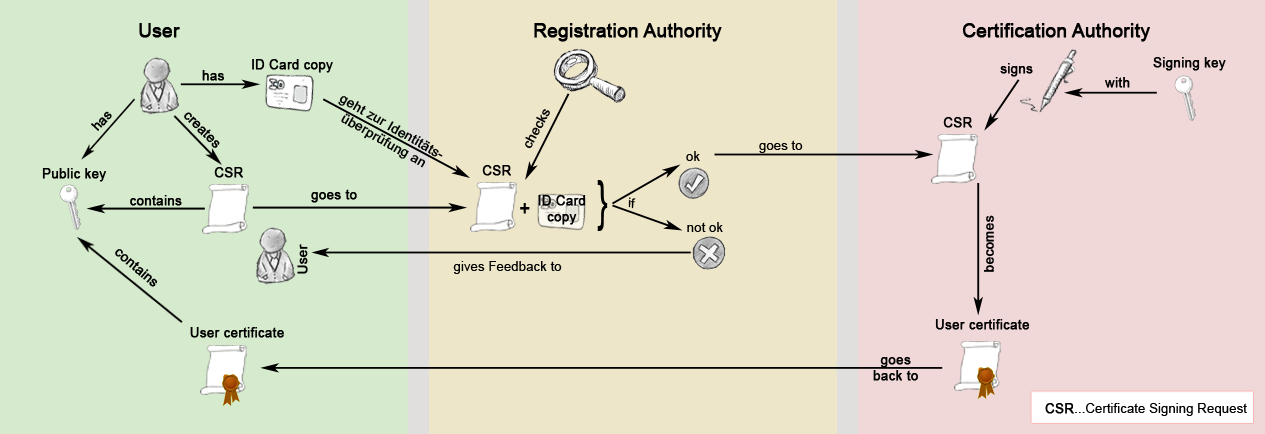 User
Registration Authority
Certification Authority
ID Card copy
has
has
creates
geht zur Identitäts-
überprüfung an
Public key
CSR
contains
goes to
User
contains
User certificate
checks
CSR
+
ID Card
copy
}
if
ok
not ok
gives Feedback to
goes to
signs
with
Signing key
CSR
becomes
User certificate
goes
back to
CSR...Certificate Signing Request